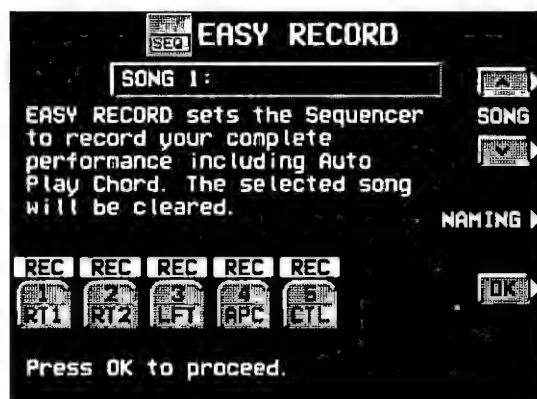 SEQ. EASY RECORD
SONG 1:
EASY RECORD sets the Sequencer
to record your complete
performance including Auto
Play Chord. The selected song
will be cleared.
SONG
NAMING
REC REC REC REC REC
1 2 3 4 5
RT1 RT2 LFT APC CTL
OK
Press OK to proceed.